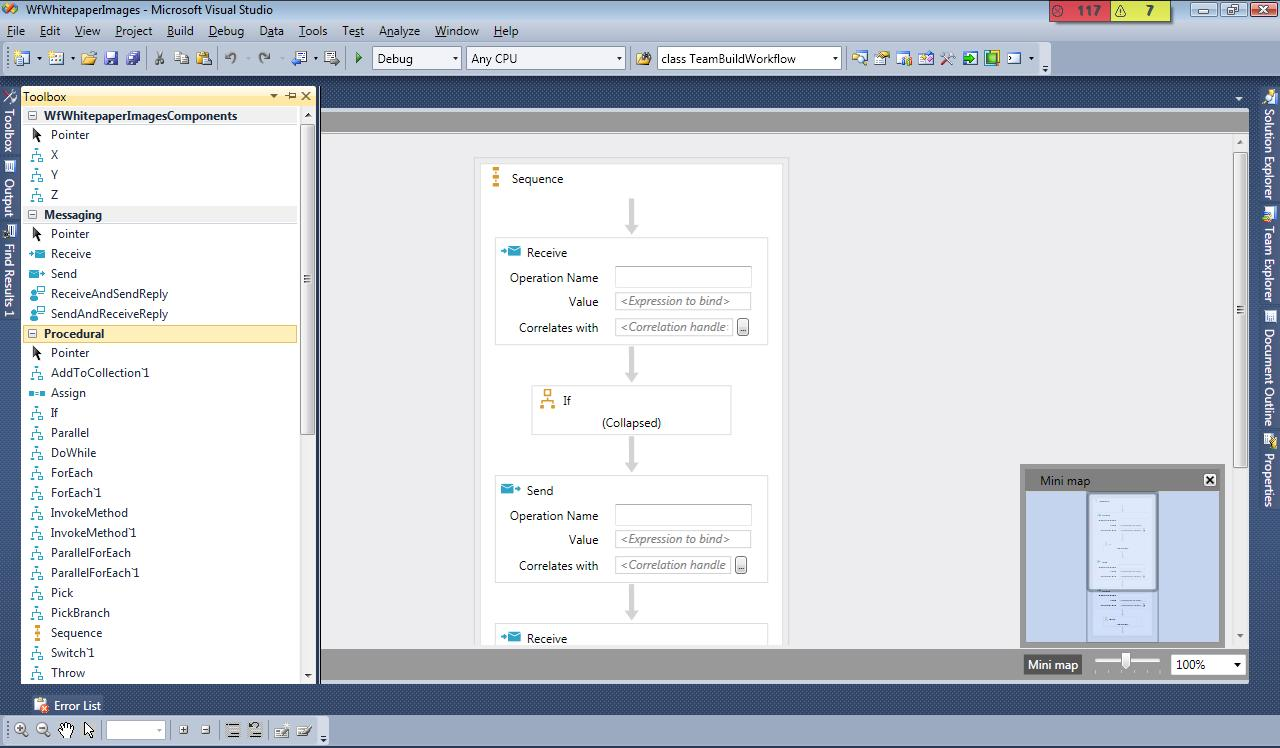 WfWhitepaperImages - Microsoft Visual Studio
117 7
File Edit View Project Build Debug Data Tools Test Analyze Window Help
Debug Any CPU class TeamBuildWorkflow
Toolbox
Output
Find Results 1
Toolbox
WfWhitepaperImagesComponents
Pointer
X
Y
Z
Messaging
Pointer
Receive
Send
ReceiveAndSendReply
SendAndReceiveReply
Procedural
Pointer
AddToCollection`1
Assign
If
Parallel
DoWhile
ForEach
ForEach`1
InvokeMethod
InvokeMethod`1
ParallelForEach
ParallelForEach`1
Pick
PickBranch
Sequence
Switch`1
Throw
Sequence
Receive
Operation Name
Value <Expression to bind>
Correlates with <Correlation handle: ...
If
(Collapsed)
Send
Operation Name
Value <Expression to bind>
Correlates with <Correlation handle ...
Receive
Mini map
Mini map 100%
Solution Explorer
Team Explorer
Document Outline
Properties
Error List